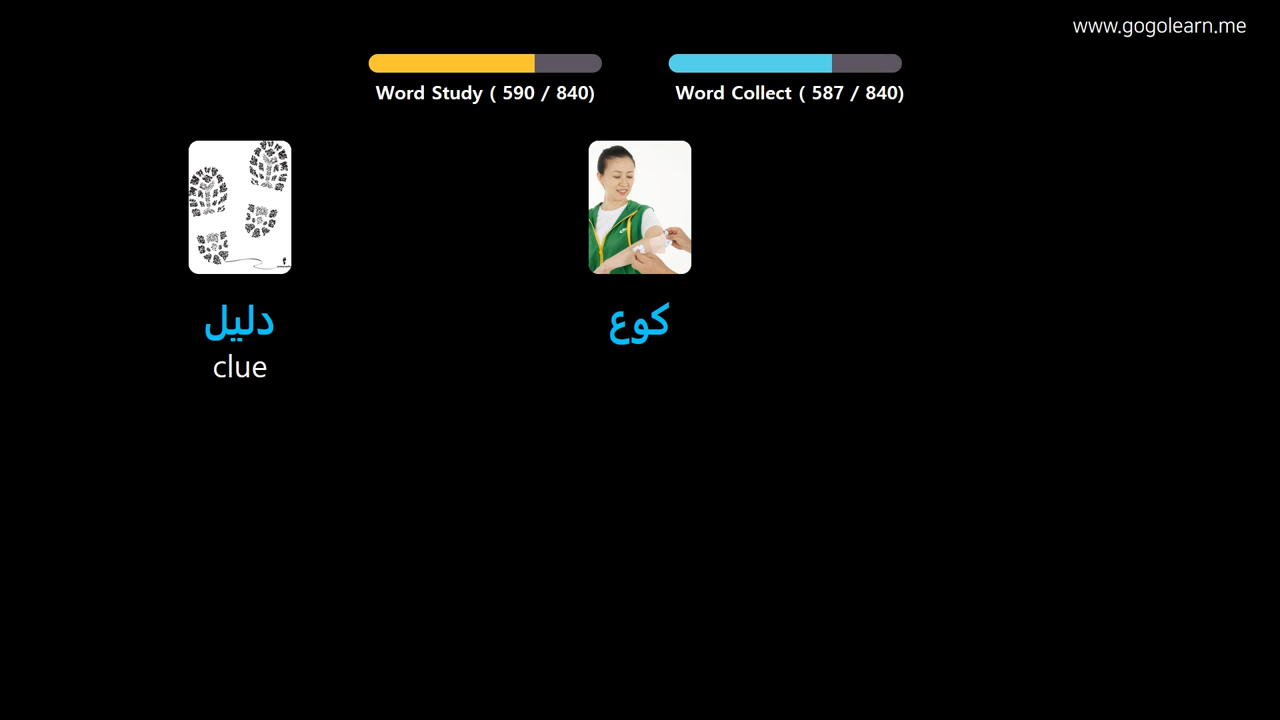 www.gogolearn.me
Word Study ( 590 / 840)
Word Collect ( 587 / 840)
دليل
clue
كوع